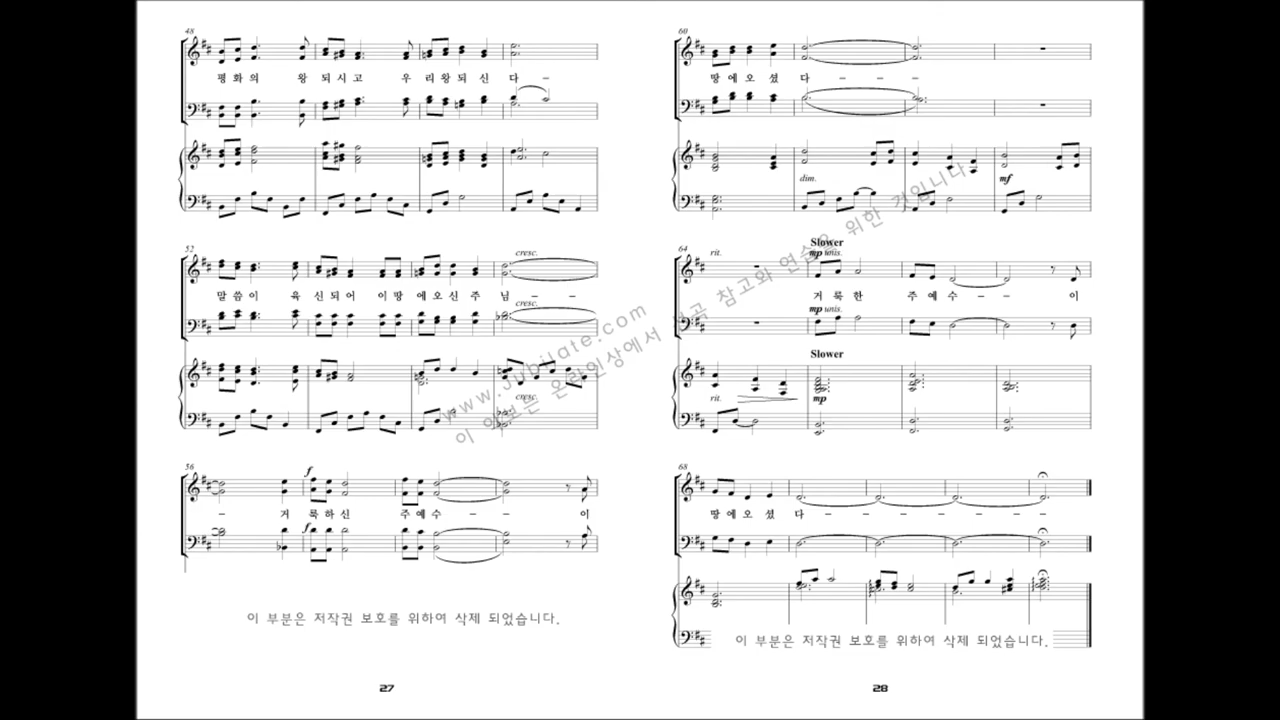 48
평 화 의 왕 되 시 고 우 리 왕 되 신 다 -
52
cresc.
말 씀 이 육 신 되 어 이 땅 에 오 신 주 님 - -
cresc.
cresc.
56
f
- 거 룩 하 신 주 예 수 - - 이
f
이 부분은 저작권 보호를 위하여 삭제 되었습니다.
27
60
땅 에 오 셨 다 - - -
dim.
mf
64
rit.
Slower
mp unis.
거 룩 한 주 예 수 - - 이
mp unis.
Slower
rit.
mp
68
땅 에 오 셨 다 - - - - - -
이 부분은 저작권 보호를 위하여 삭제 되었습니다.
28
www.Jubilate.com
이 악보는 온라인상에서 선곡 참고와 연습을 위한 것입니다